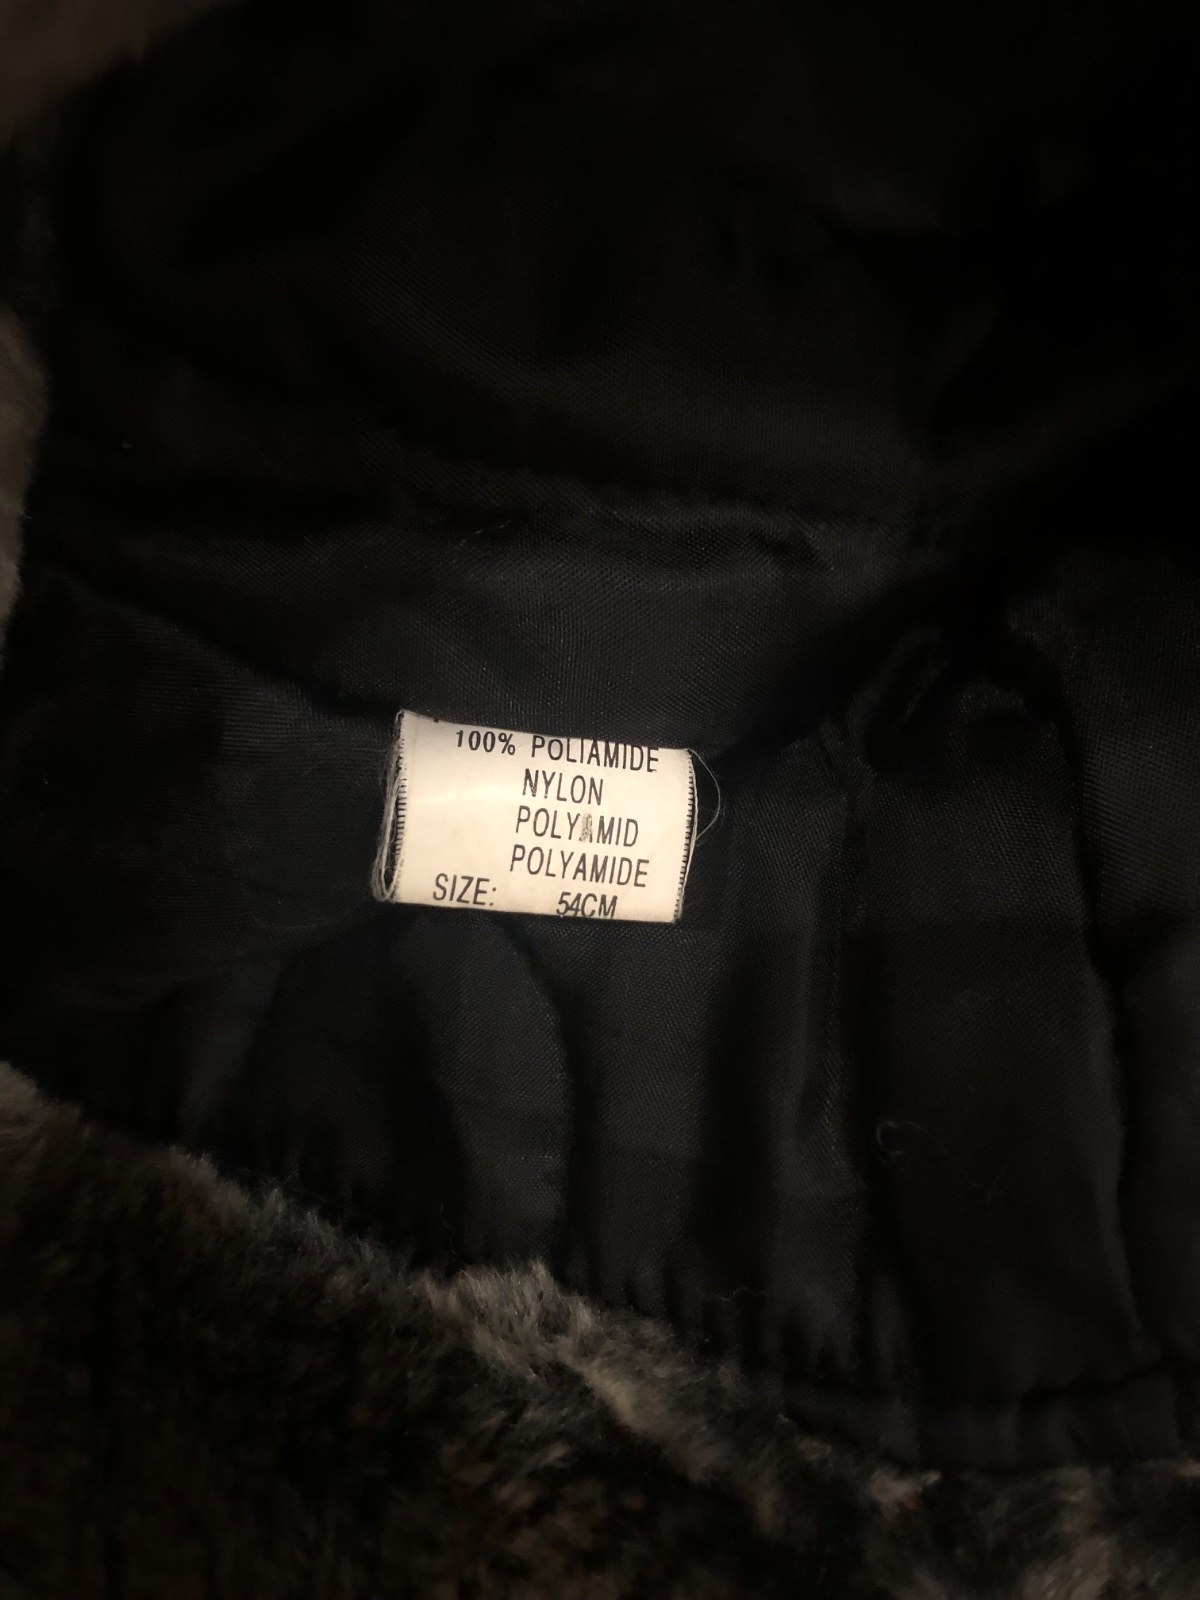 100% POLIAMIDE
NYLON
POLYAMID
POLYAMIDE
SIZE: 54CM